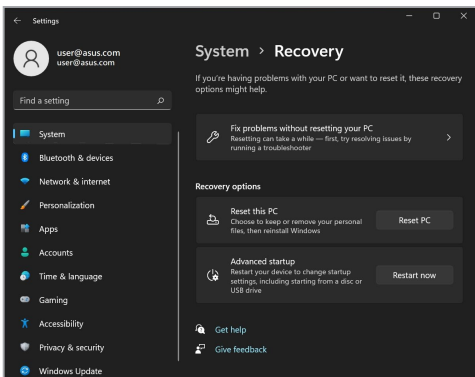 Settings
user@asus.com
user@asus.com
Find a setting
System
Bluetooth & devices
Network & internet
Personalization
Apps
Accounts
Time & language
Gaming
Accessibility
Privacy & security
Windows Update
System > Recovery
If you're having problems with your PC or want to reset it, these recovery
options might help.
Fix problems without resetting your PC
Resetting can take a while — first, try resolving issues by
running a troubleshooter
Recovery options
Reset this PC
Choose to keep or remove your personal
files, then reinstall Windows
Reset PC
Advanced startup
Restart your device to change startup
settings, including starting from a disc or
USB drive
Restart now
Get help
Give feedback